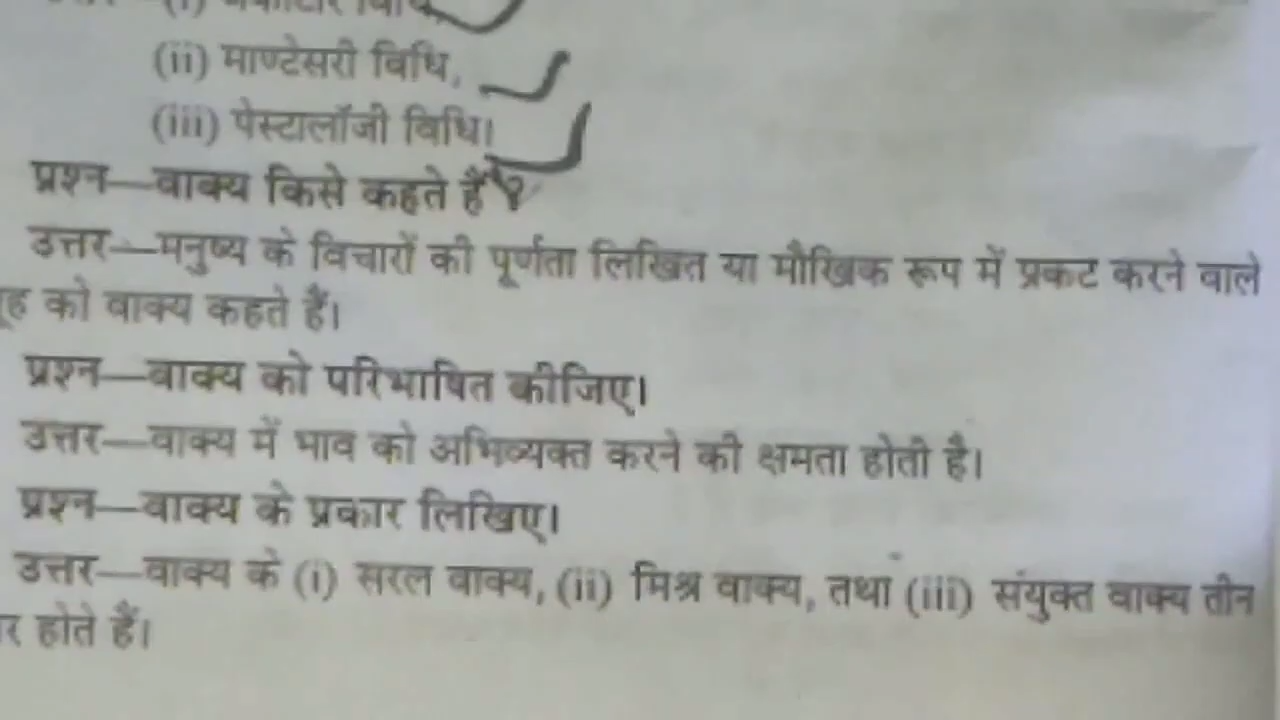 (ii) माण्टेसरी विधि,
(iii) पेस्टालॉजी विधि।
प्रश्न—वाक्य किसे कहते हैं?
उत्तर—मनुष्य के विचारों की पूर्णता लिखित या मौखिक रूप में प्रकट करने वाले
को वाक्य कहते हैं।
प्रश्न—वाक्य को परिभाषित कीजिए।
उत्तर—वाक्य में भाव को अभिव्यक्त करने की क्षमता होती है।
प्रश्न—वाक्य के प्रकार लिखिए।
उत्तर—वाक्य के (i) सरल वाक्य, (ii) मिश्र वाक्य, तथा (iii) संयुक्त वाक्य तीन
र होते हैं।